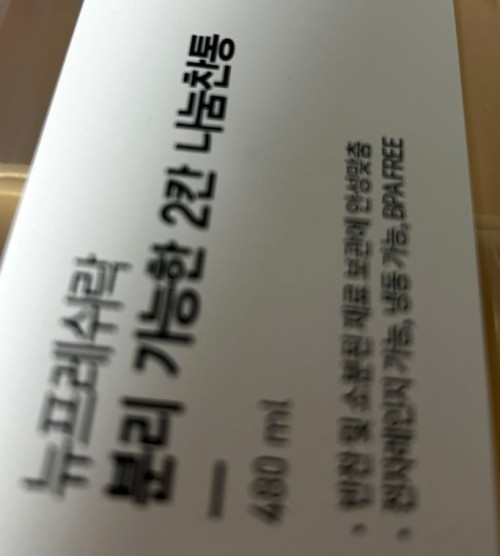 뉴프레쉬락
분리 가능한 2칸 나눔찬통
480 ml
• 반찬 및 소분된 재료 보관에 안성맞춤
• 전자레인지 가능, 냉동 가능, BPA FREE